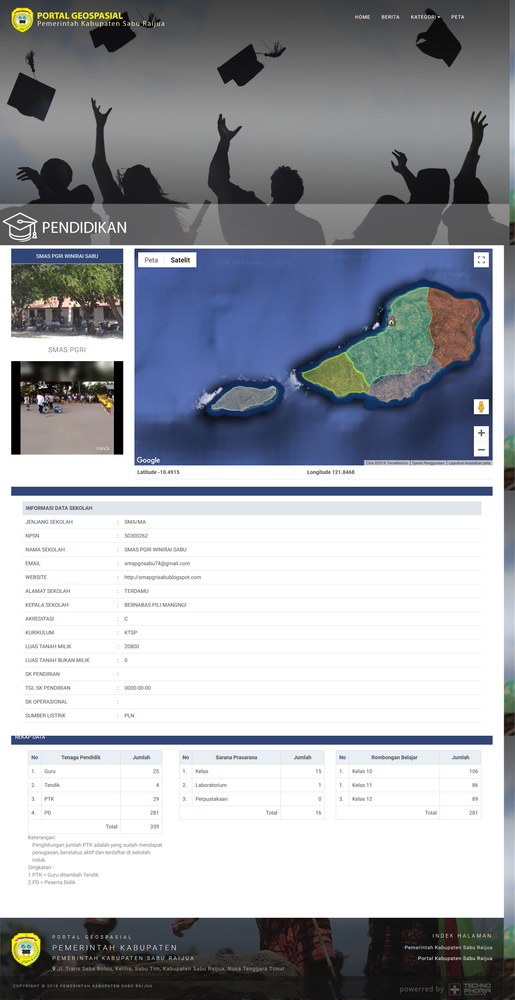 PORTAL GEOSPASIAL
Pemerintah Kabupaten Sabu Raijua
HOME BERITA KATEGORI PETA
PENDIDIKAN
SMAS PGRI WINIRAI SABU
SMAS PGRI
InShOt
Peta Satelit
© 2018 Google
© 2018 Google
© 2018 Google
Google
Citra ©2018 TerraMetrics Syarat Penggunaan Laporkan kesalahan peta
Latitude -10.4915 Longitude 121.8468
INFORMASI DATA SEKOLAH
JENJANG SEKOLAH : SMA/MA
NPSN : 50300262
NAMA SEKOLAH : SMAS PGRI WINIRAI SABU
EMAIL : smapgrisabu74@gmail.com
WEBSITE : http://smapgrisabublogspot.com
ALAMAT SEKOLAH : TERDAMU
KEPALA SEKOLAH : BERNABAS PILI MANGNGI
AKREDITASI : C
KURIKULUM : KTSP
LUAS TANAH MILIK : 20800
LUAS TANAH BUKAN MILIK : 0
SK PENDIRIAN :
TGL SK PENDIRIAN : 0000-00-00
SK OPERASIONAL :
SUMBER LISTRIK : PLN
REKAP DATA
No Tenaga Pendidik Jumlah
1. Guru 25
2. Tendik 4
3. PTK 29
4. PD 281
Total 339
Keterangan:
Penghitungan jumlah PTK adalah yang sudah mendapat
penugasan, berstatus aktif dan terdaftar di sekolah
induk.
Singkatan :
1.PTK = Guru ditambah Tendik
2.PD = Peserta Didik
No Sarana Prasarana Jumlah
1. Kelas 15
2. Laboratorium 1
3. Perpustakaan 0
Total 16
No Rombongan Belajar Jumlah
1. Kelas 10 106
1. Kelas 11 86
3. Kelas 12 89
Total 281
PORTAL GEOSPASIAL
PEMERINTAH KABUPATEN
PEMERINTAH KABUPATEN SABU RAIJUA
Jl. Trans Seba Bolou, Keliha, Sabu Tim, Kabupaten Sabu Raijua, Nusa Tenggara Timur
INDEK HALAMAN
Pemerintah Kabupaten Sabu Raijua
Portal Kabupaten Sabu Raijua
COPYRIGHT © 2018 PEMERINTAH KABUPATEN SABU RAIJUA
powerred by TECHNO PHORIA INDONESIA